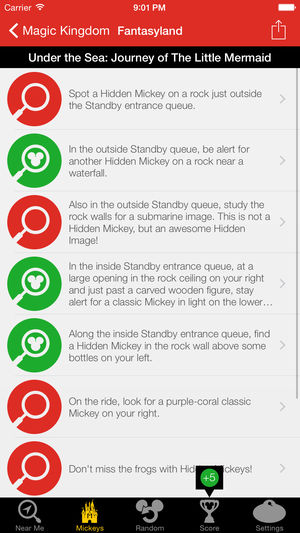 Carrier 9:01 PM
Magic Kingdom Fantasyland
Under the Sea: Journey of The Little Mermaid
Spot a Hidden Mickey on a rock just outside
the Standby entrance queue.
In the outside Standby queue, be alert for
another Hidden Mickey on a rock near a
waterfall.
Also in the outside Standby queue, study the
rock walls for a submarine image. This is not a
Hidden Mickey, but an awesome Hidden
Image!
In the inside Standby entrance queue, at a
large opening in the rock ceiling on your right
and just past a carved wooden figure, stay
alert for a classic Mickey in light on the lower…
Along the inside Standby entrance queue, find
a Hidden Mickey in the rock wall above some
bottles on your left.
On the ride, look for a purple-coral classic
Mickey on your right.
Don't miss the frogs with Hidden Mickeys!
+5
Near Me Mickeys Random Score Settings